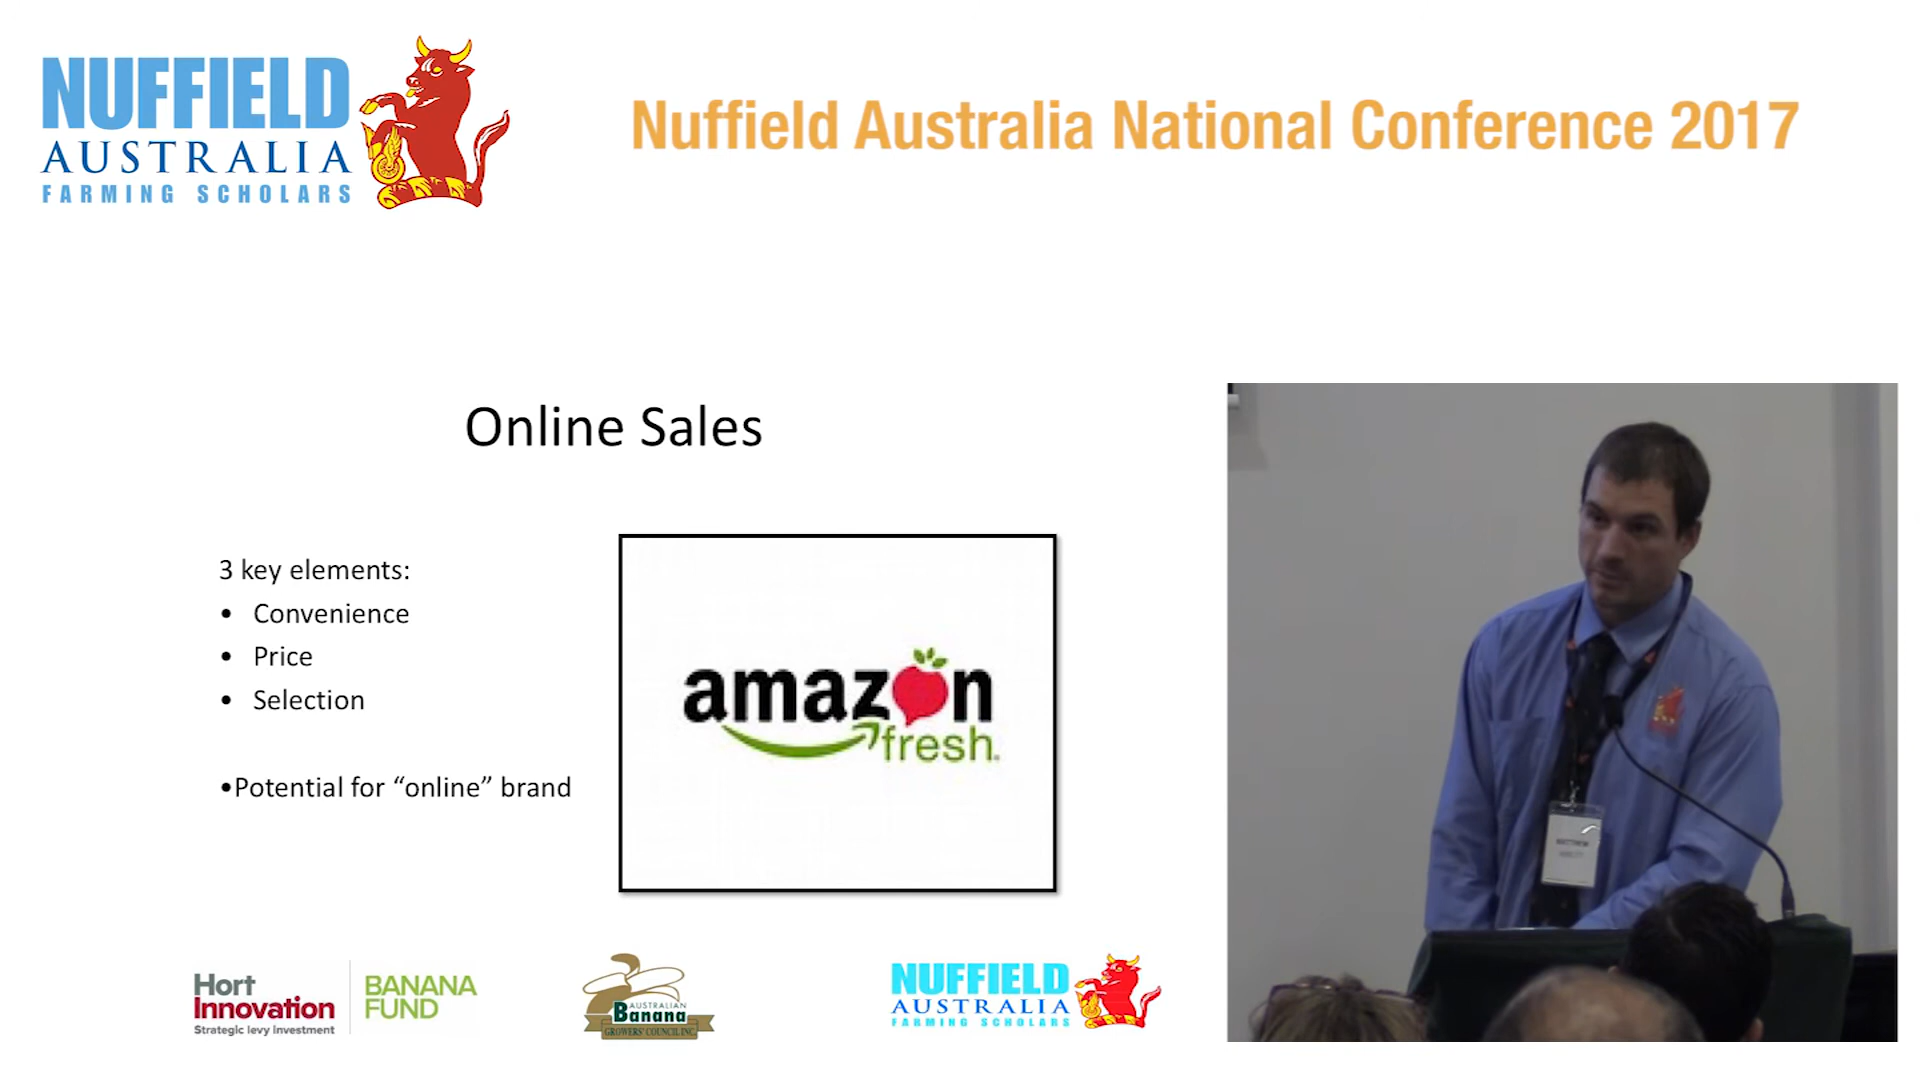 NUFFIELD
AUSTRALIA
FARMING SCHOLARS
Nuffield Australia National Conference 2017
Online Sales
3 key elements:
• Convenience
• Price
• Selection
•Potential for “online” brand
amazon
fresh
Hort
Innovation
Strategic levy investment
BANANA
FUND
AUSTRALIAN
Banana
GROWERS' COUNCIL INC.
NUFFIELD
AUSTRALIA
FARMING SCHOLARS
MATTHEW